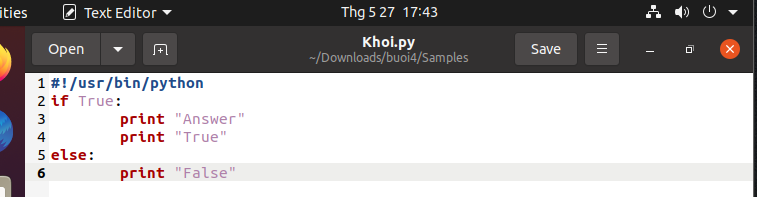 ities Text Editor Thg 5 27 17:43
Open Khoi.py Save
~/Downloads/buoi4/Samples
1 #!/usr/bin/python
2 if True:
3 print "Answer"
4 print "True"
5 else:
6 print "False"